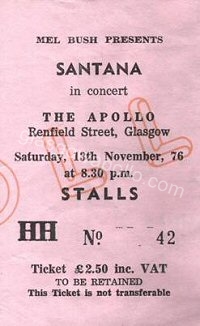 MEL BUSH PRESENTS
SANTANA
in concert
THE APOLLO
Renfield Street, Glasgow
Saturday, 13th November, 76
at 8.30 p.m.
STALLS
HH No 42
Ticket £2.50 inc. VAT
TO BE RETAINED
This Ticket is not transferable